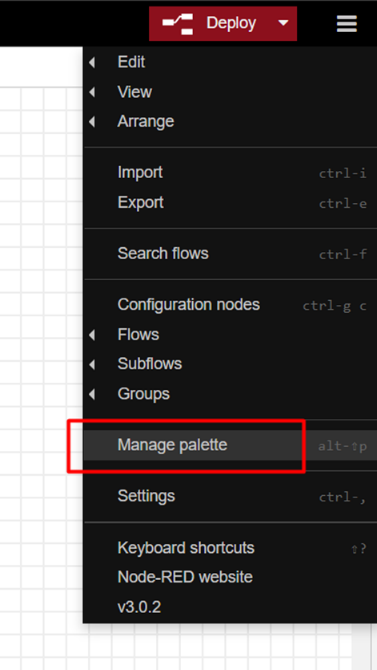 Deploy
Edit
View
Arrange
Import ctrl-i
Export ctrl-e
Search flows ctrl-f
Configuration nodes ctrl-g c
Flows
Subflows
Groups
Manage palette alt-⇧p
Settings ctrl-,
Keyboard shortcuts ⇧?
Node-RED website
v3.0.2